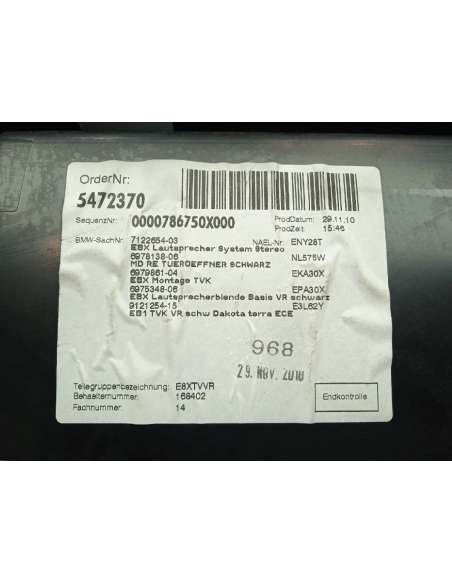 OrderNr:
5472370
SequenzNr: 0000786750X000 ProdDatum: 29.11.10
ProdZeit: 15:46
BMW-SachNr: 7122654-03 NAEL-Nr: ENY28T
E8X Lautsprecher System Stereo
6978138-06 NL575W
MD RE TUEROEFFNER SCHWARZ
6979861-04 EKA30X
E8X Montage TVK
6975348-06 EPA30X
E8X Lautsprecherblende Basis VR schwarz
9121254-15 E3L62Y
E81 TVK VR schw Dakota terra ECE
968
29. NOV. 2010
Teilegruppenbezeichnung: E8XTVVR
Behaelternummer: 168402
Fachnummer: 14
Endkontrolle